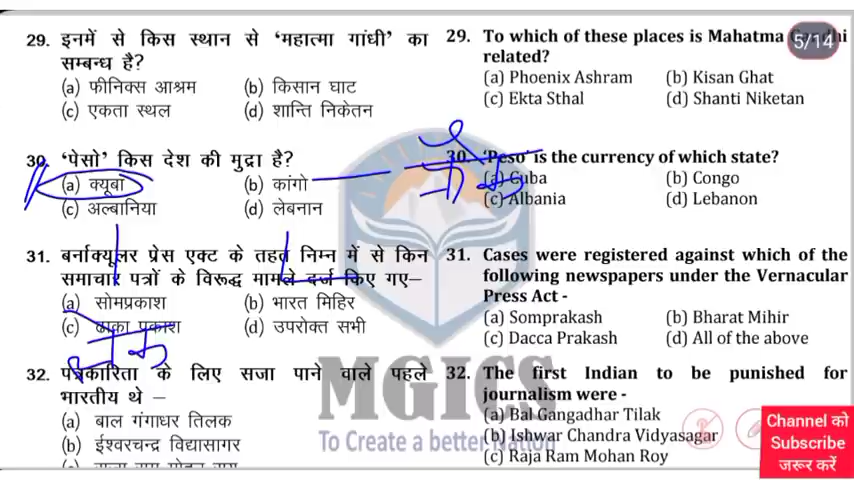 29. इनमें से किस स्थान से 'महात्मा गांधी' का
सम्बन्ध है?
(a) फीनिक्स आश्रम (b) किसान घाट
(c) एकता स्थल (d) शान्ति निकेतन
30. 'पेसो' किस देश की मुद्रा है?
(a) क्यूबा (b) कांगो
(c) अल्बानिया (d) लेबनान
31. बर्नाक्यूलर प्रेस एक्ट के तहत निम्न में से किन
समाचार पत्रों के विरूद्ध मामले दर्ज किए गए-
(a) सोमप्रकाश (b) भारत मिहिर
(c) ढाका प्रकाश (d) उपरोक्त सभी
32. पत्रकारिता के लिए सजा पाने वाले पहले
भारतीय थे –
(a) बाल गंगाधर तिलक
(b) ईश्वरचन्द्र विद्यासागर
29. To which of these places is Mahatma Gandhi
related?
(a) Phoenix Ashram (b) Kisan Ghat
(c) Ekta Sthal (d) Shanti Niketan
30. 'Peso' is the currency of which state?
(a) Cuba (b) Congo
(c) Albania (d) Lebanon
31. Cases were registered against which of the
following newspapers under the Vernacular
Press Act -
(a) Somprakash (b) Bharat Mihir
(c) Dacca Prakash (d) All of the above
32. The first Indian to be punished for
journalism were -
(a) Bal Gangadhar Tilak
(b) Ishwar Chandra Vidyasagar
(c) Raja Ram Mohan Roy
5/14
MGICS
To Create a better Nation
Channel को
Subscribe
जरूर करें